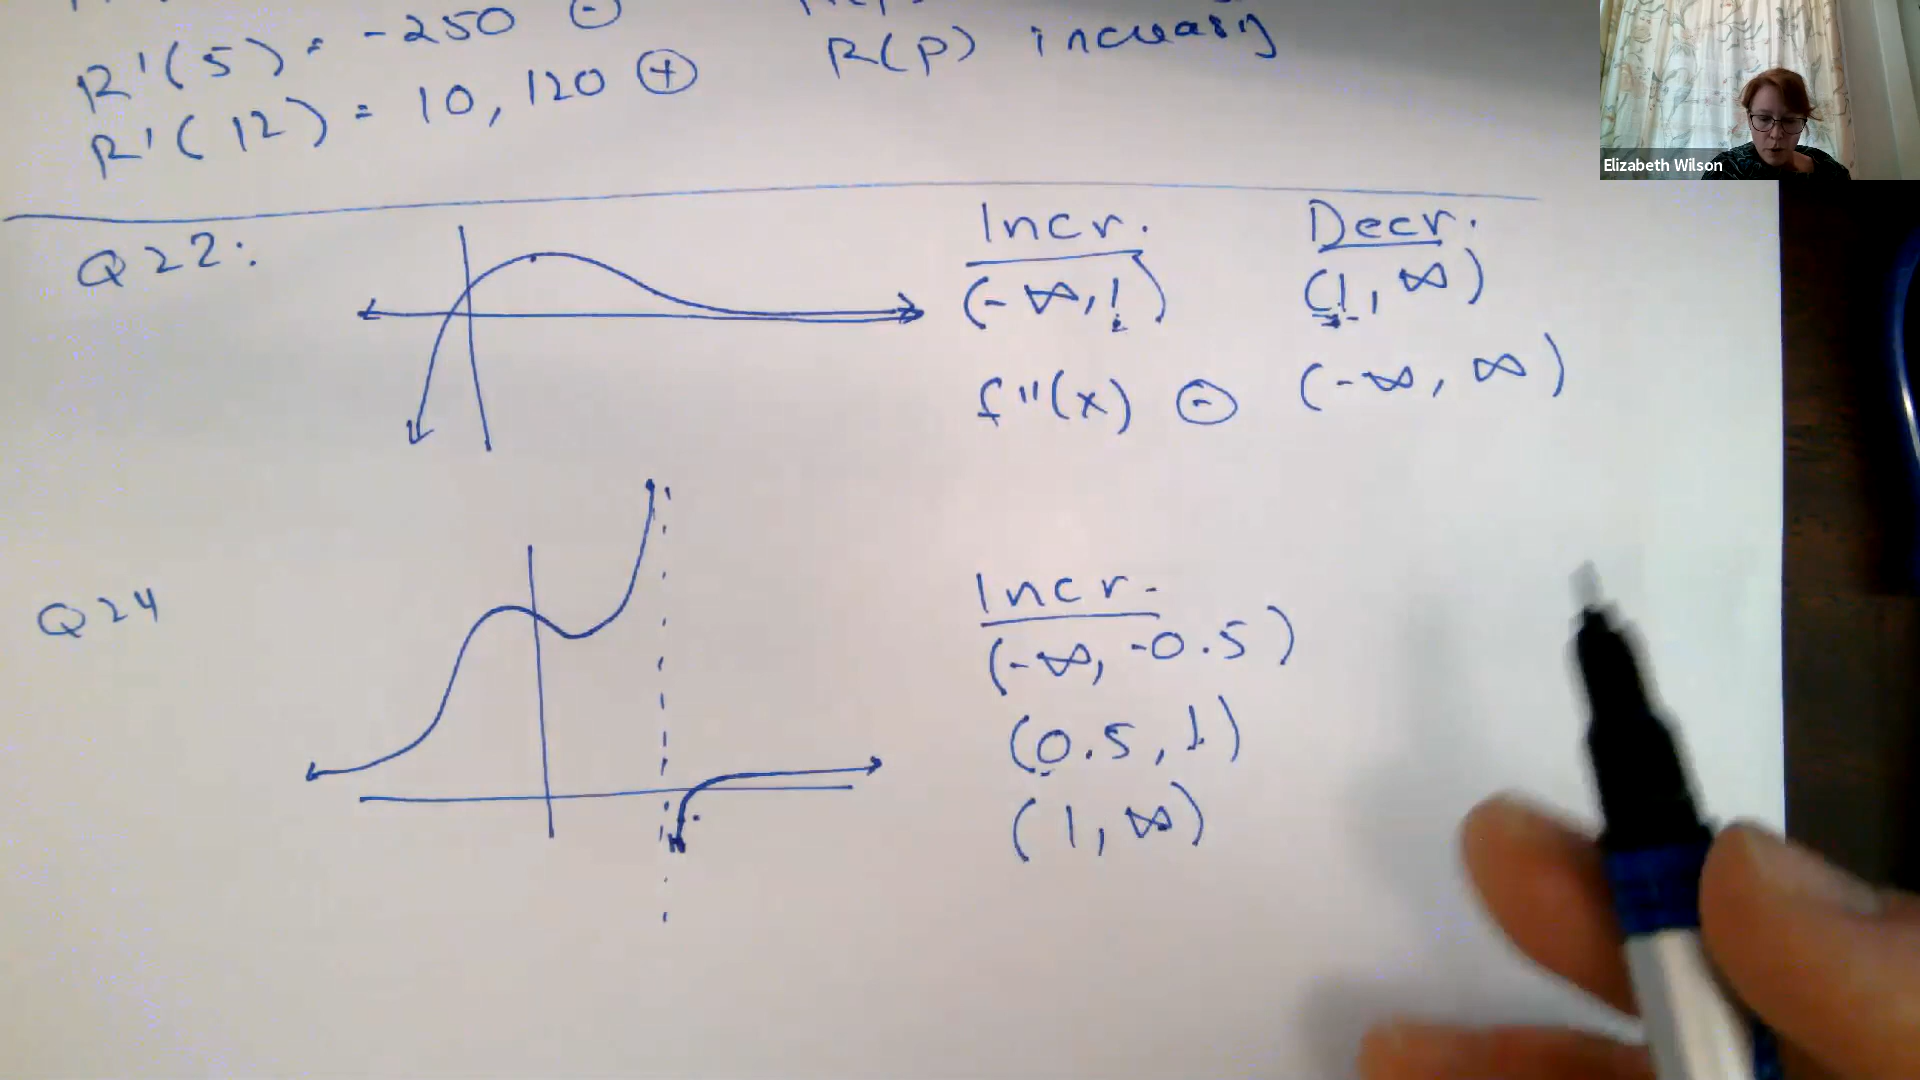 R'(5) = -250 ⊖
R'(12) = 10,120 ⊕
R(p) increasing
Elizabeth Wilson
Q22:
Incr.
(-∞, 1)
Decr.
(1, ∞)
f''(x) ⊖ (-∞, ∞)
Q24
Incr.
(-∞, -0.5)
(0.5, 1)
(1, ∞)